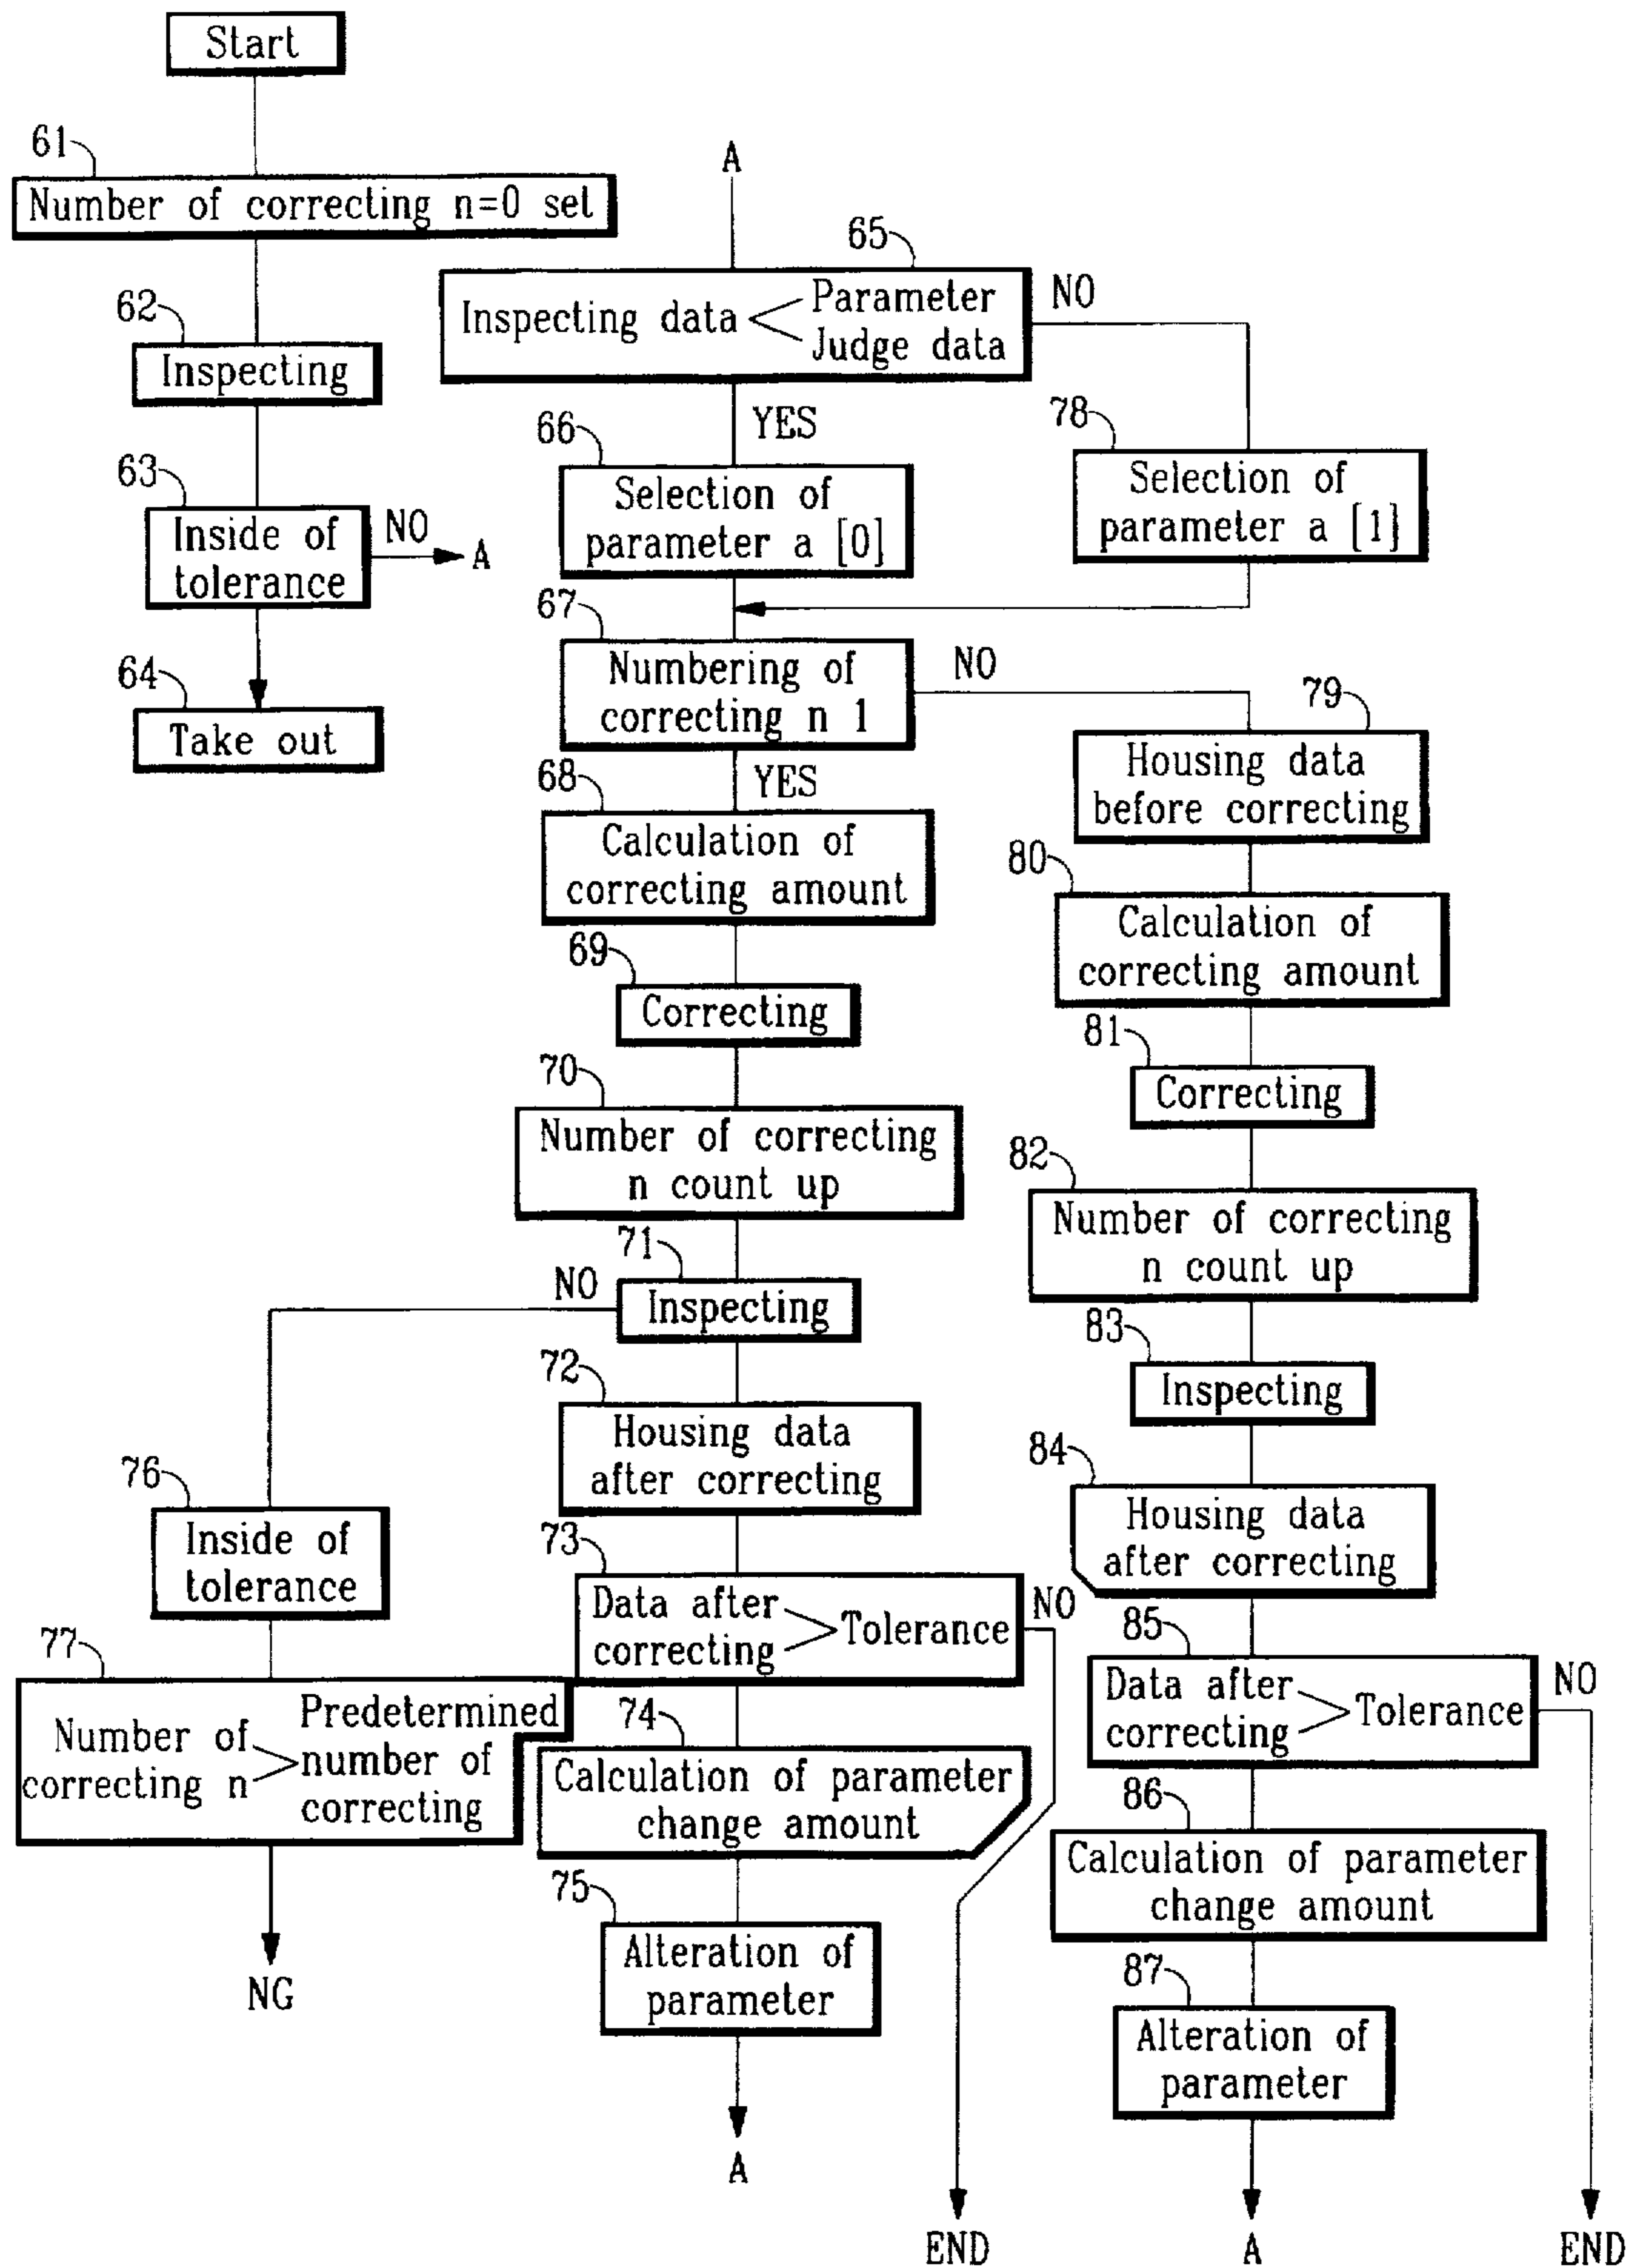 Start
61
Number of correcting n=0 set
62
Inspecting
63
Inside of
tolerance
NO
A
64
Take out
A
65
Inspecting data < Parameter
Judge data
NO
YES
66
Selection of
parameter a [0]
78
Selection of
parameter a [1]
67
Numbering of
correcting n 1
NO
YES
68
Calculation of
correcting amount
69
Correcting
70
Number of correcting
n count up
71
NO
Inspecting
72
Housing data
after correcting
73
Data after
correcting > Tolerance
NO
74
Calculation of parameter
change amount
75
Alteration of
parameter
A
END
76
Inside of
tolerance
77
Number of
correcting n > Predetermined
number of
correcting
NG
79
Housing data
before correcting
80
Calculation of
correcting amount
81
Correcting
82
Number of correcting
n count up
83
Inspecting
84
Housing data
after correcting
85
Data after
correcting > Tolerance
NO
86
Calculation of parameter
change amount
87
Alteration of
parameter
A
END